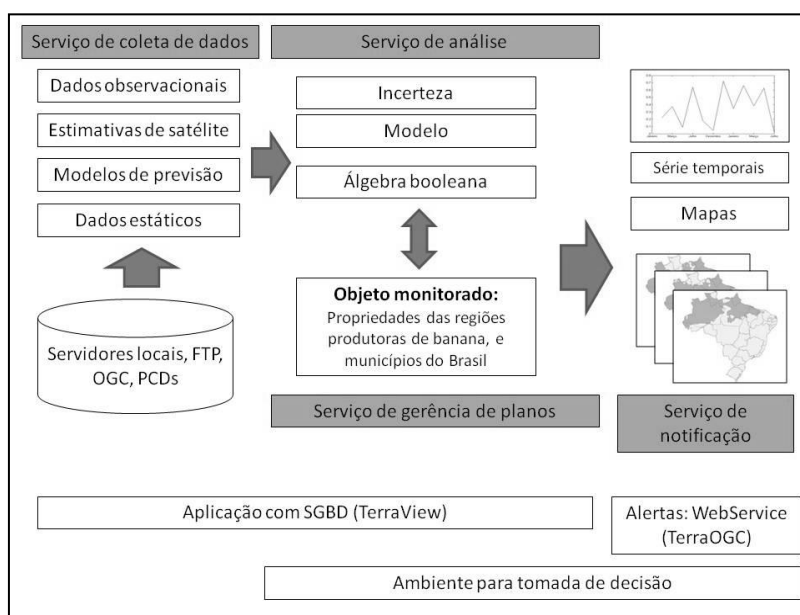 Serviço de coleta de dados
Dados observacionais
Estimativas de satélite
Modelos de previsão
Dados estáticos
Servidores locais, FTP,
OGC, PCDs
Serviço de análise
Incerteza
Modelo
Álgebra booleana
Objeto monitorado:
Propriedades das regiões
produtoras de banana, e
municípios do Brasil
Serviço de gerência de planos
Série temporais
Mapas
Serviço de
notificação
Aplicação com SGBD (TerraView)
Alertas: WebService
(TerraOGC)
Ambiente para tomada de decisão